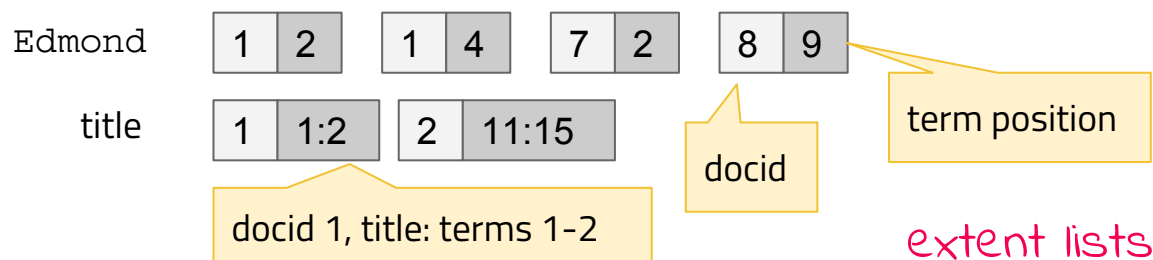 Edmond 1 2 1 4 7 2 8 9
term position
title 1 1:2 2 11:15
docid
docid 1, title: terms 1-2
extent lists